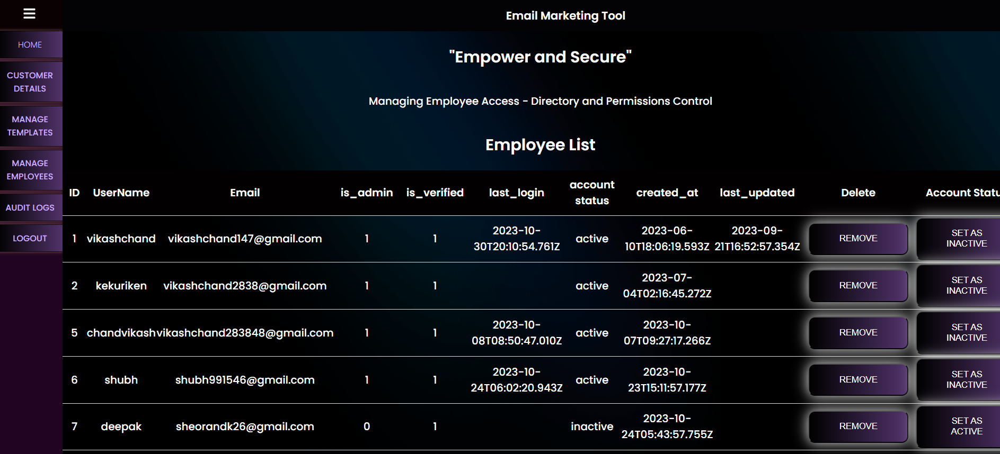 Email Marketing Tool
HOME
CUSTOMER
DETAILS
MANAGE
TEMPLATES
MANAGE
EMPLOYEES
AUDIT LOGS
LOGOUT
"Empower and Secure"
Managing Employee Access - Directory and Permissions Control
Employee List
ID UserName Email is_admin is_verified last_login account status created_at last_updated Delete Account Statu
1 vikashchand vikashchand147@gmail.com 1 1 2023-10-30T20:10:54.761Z active 2023-06-10T18:06:19.593Z 2023-09-21T16:52:57.354Z REMOVE SET AS INACTIVE
2 kekuriken vikashchand2838@gmail.com 1 1 active 2023-07-04T02:16:45.272Z REMOVE SET AS INACTIVE
5 chandvikash vikashchand283848@gmail.com 1 1 2023-10-08T08:50:47.010Z active 2023-10-07T09:27:17.266Z REMOVE SET AS INACTIVE
6 shubh shubh991546@gmail.com 1 1 2023-10-24T06:02:20.943Z active 2023-10-23T15:11:57.177Z REMOVE SET AS INACTIVE
7 deepak sheorandk26@gmail.com 0 1 inactive 2023-10-24T05:43:57.755Z REMOVE SET AS ACTIVE